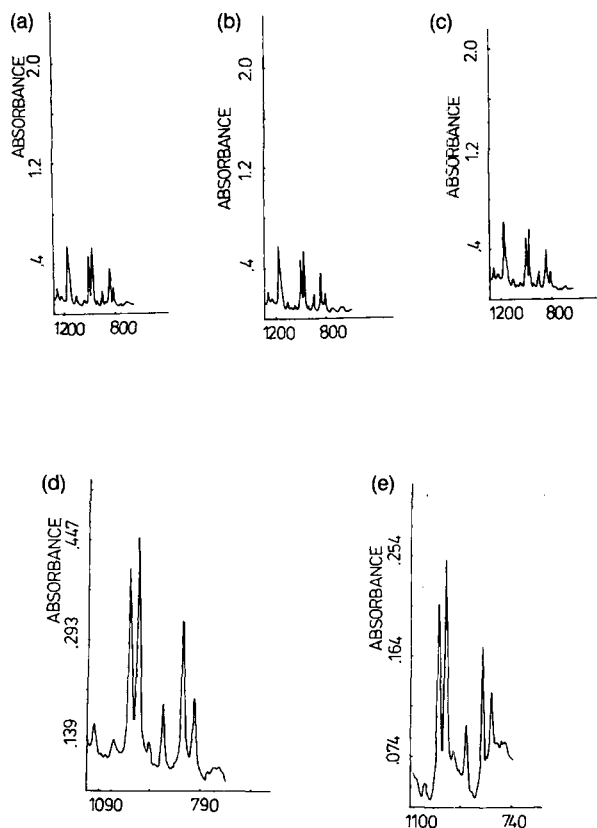 (a)
ABSORBANCE
2.0
1.2
.4
1200 800
(b)
ABSORBANCE
2.0
1.2
.4
1200 800
(c)
ABSORBANCE
2.0
1.2
.4
1200 800
(d)
ABSORBANCE
.447
.293
.139
1090 790
(e)
ABSORBANCE
.254
.164
.074
1100 740